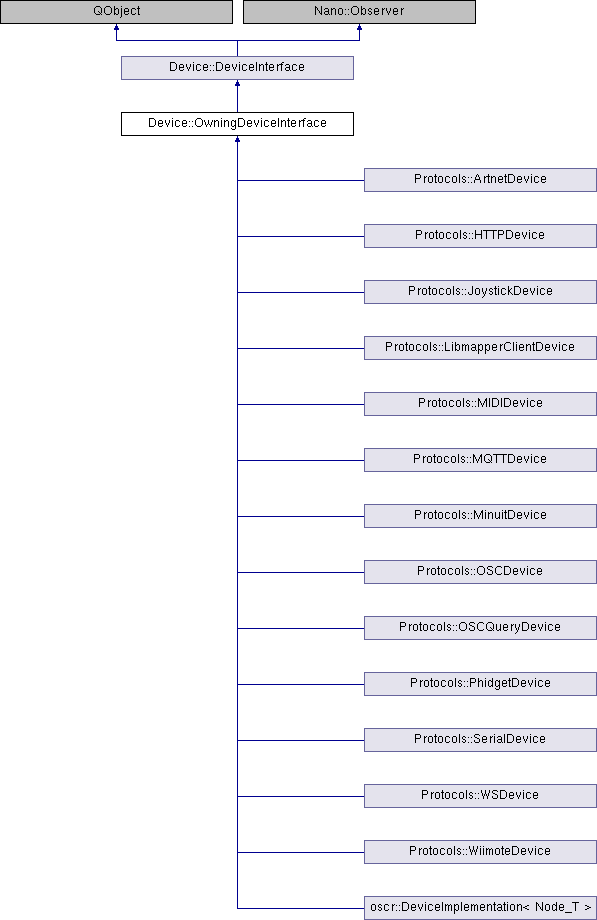 QObject
Nano::Observer
Device::DeviceInterface
Device::OwningDeviceInterface
Protocols::ArtnetDevice
Protocols::HTTPDevice
Protocols::JoystickDevice
Protocols::LibmapperClientDevice
Protocols::MIDIDevice
Protocols::MQTTDevice
Protocols::MinuitDevice
Protocols::OSCDevice
Protocols::OSCQueryDevice
Protocols::PhidgetDevice
Protocols::SerialDevice
Protocols::WSDevice
Protocols::WiimoteDevice
oscr::DeviceImplementation< Node_T >